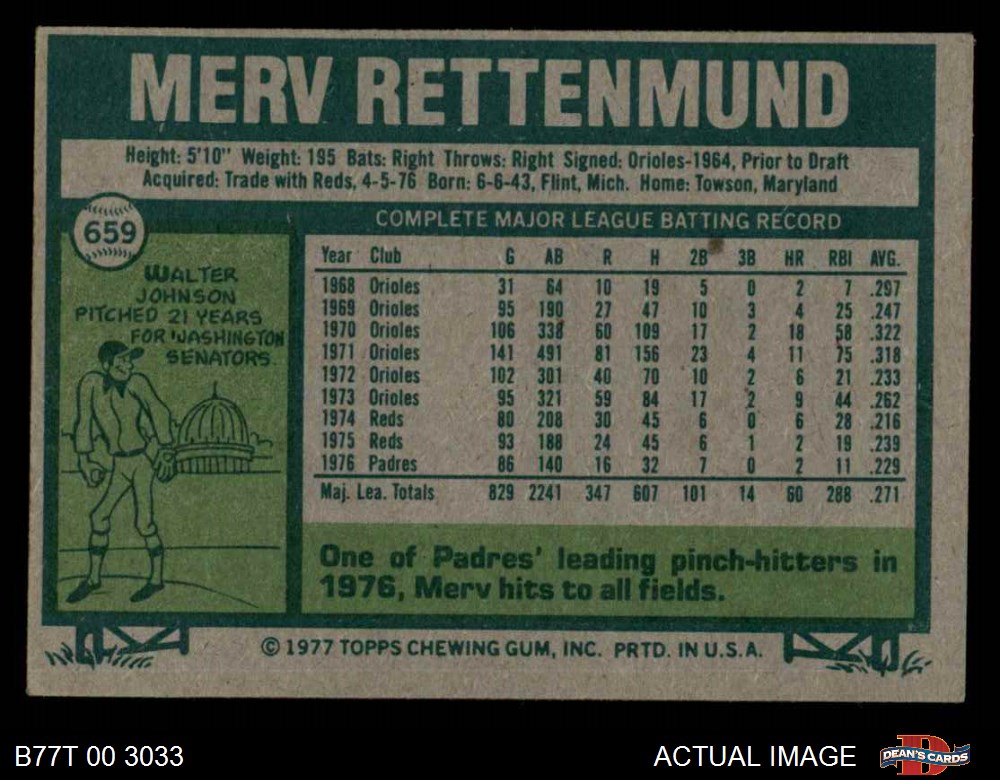 MERV RETTENMUND
Height: 5'10" Weight: 195 Bats: Right Throws: Right Signed: Orioles-1964, Prior to Draft
Acquired: Trade with Reds, 4-5-76 Born: 6-6-43, Flint, Mich. Home: Towson, Maryland
659
WALTER
JOHNSON
PITCHED 21 YEARS
FOR WASHINGTON
SENATORS.
COMPLETE MAJOR LEAGUE BATTING RECORD
Year Club G AB R H 2B 3B HR RBI AVG.
1968 Orioles 31 64 10 19 5 0 2 7 .297
1969 Orioles 95 190 27 47 10 3 4 25 .247
1970 Orioles 106 338 60 109 17 2 18 58 .322
1971 Orioles 141 491 81 156 23 4 11 75 .318
1972 Orioles 102 301 40 70 10 2 6 21 .233
1973 Orioles 95 321 59 84 17 2 9 44 .262
1974 Reds 80 208 30 45 6 0 6 28 .216
1975 Reds 93 188 24 45 6 1 2 19 .239
1976 Padres 86 140 16 32 7 0 2 11 .229
Maj. Lea. Totals 829 2241 347 607 101 14 60 288 .271
One of Padres' leading pinch-hitters in
1976, Merv hits to all fields.
© 1977 TOPPS CHEWING GUM, INC. PRTD. IN U.S.A.
B77T 00 3033
ACTUAL IMAGE
DEAN'S CARDS